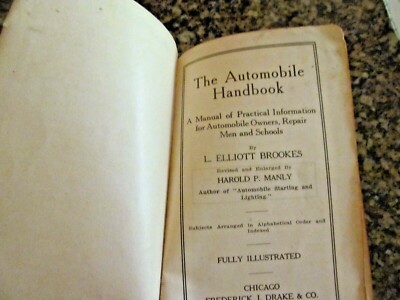 The Automobile
Handbook
A Manual of Practical Information
for Automobile Owners, Repair
Men and Schools
By
L. ELLIOTT BROOKES
Revised and Enlarged By
HAROLD P. MANLY
Author of "Automobile Starting and
Lighting."
Subjects Arranged in Alphabetical Order and
Indexed
FULLY ILLUSTRATED
CHICAGO
FREDERICK J. DRAKE & CO.